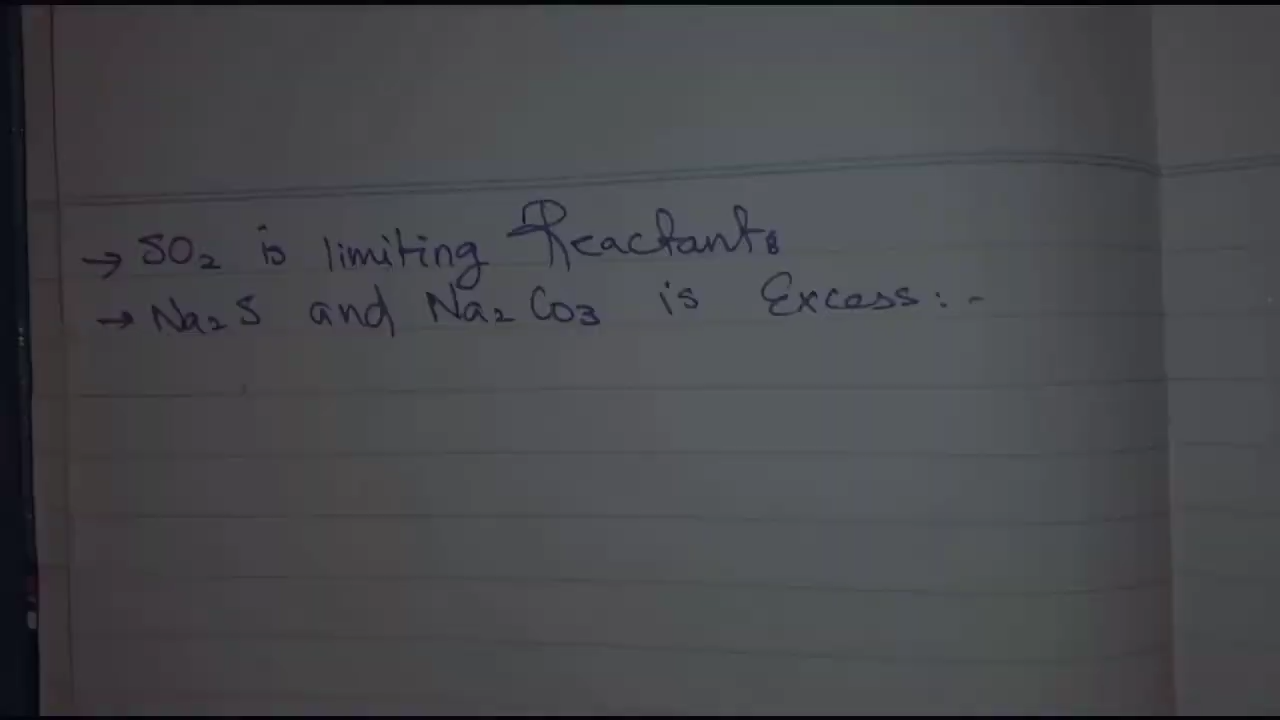 → SO₂ is limiting Reactants
→ Na₂S and Na₂CO₃ is Excess:-